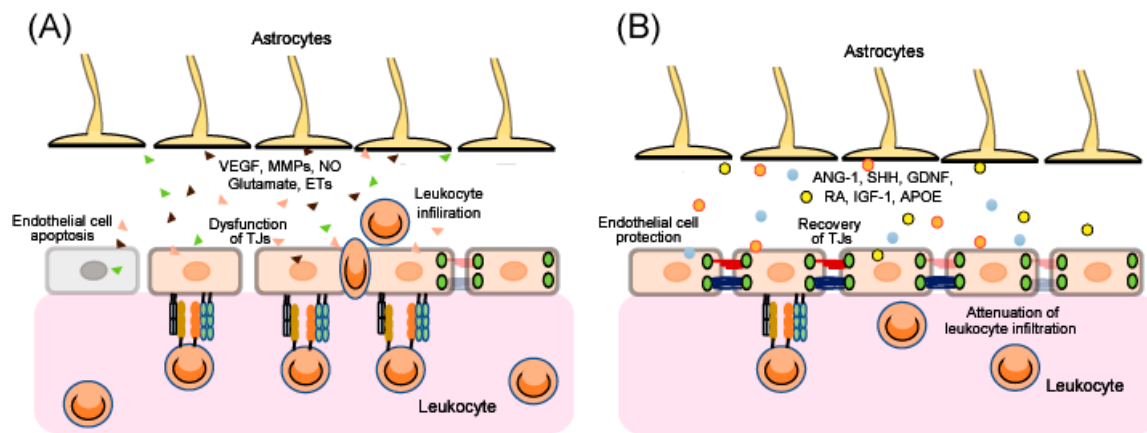 (A)
Astrocytes
VEGF, MMPs, NO
Glutamate, ETs
Leukocyte
infiliration
Endothelial cell
apoptosis
Dysfunction
of TJs
Leukocyte
(B)
Astrocytes
ANG-1, SHH, GDNF,
RA, IGF-1, APOE
Endothelial cell
protection
Recovery
of TJs
Attenuation of
leukocyte infiltration
Leukocyte